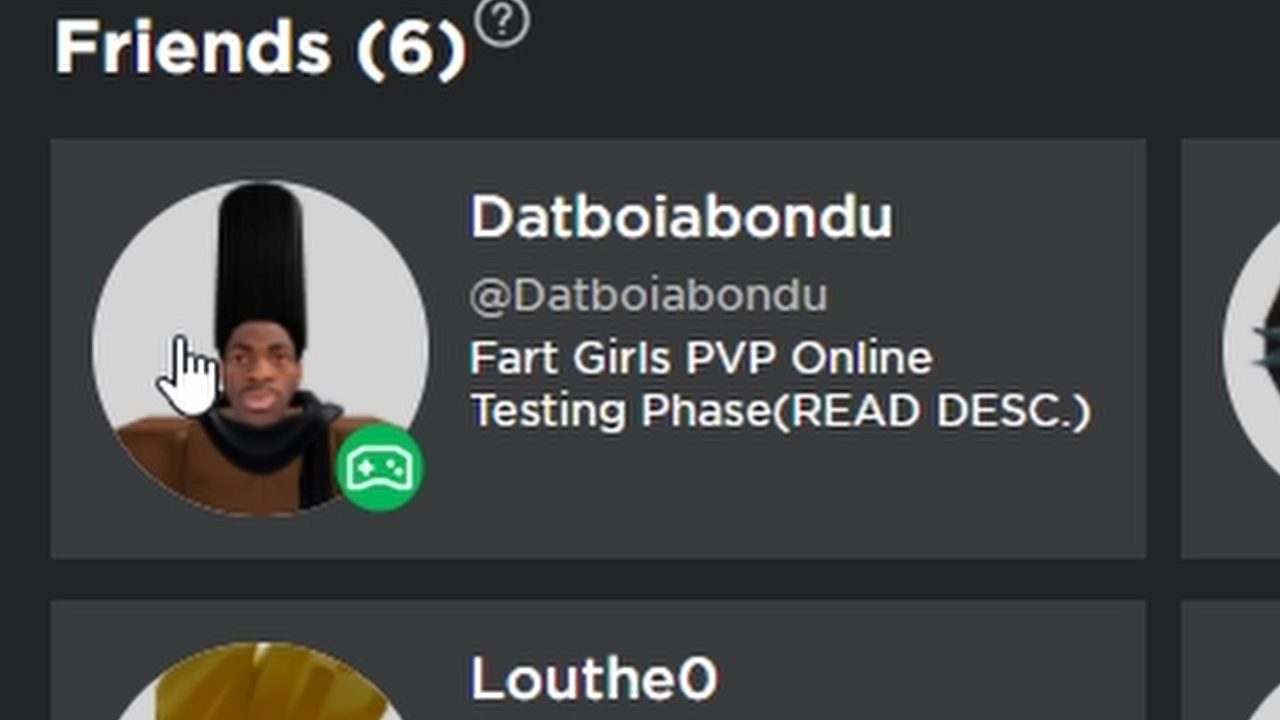 Friends (6)
?
Datboiabondu
@Datboiabondu
Fart Girls PVP Online
Testing Phase(READ DESC.)
Louthe0